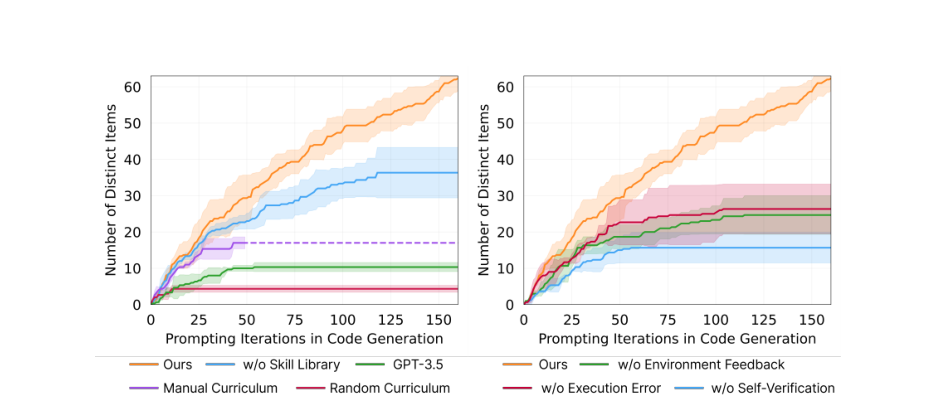 Number of Distinct Items
60
50
40
30
20
10
0
0 25 50 75 100 125 150
Prompting Iterations in Code Generation
Ours w/o Skill Library GPT-3.5
Manual Curriculum Random Curriculum
Number of Distinct Items
60
50
40
30
20
10
0
0 25 50 75 100 125 150
Prompting Iterations in Code Generation
Ours w/o Environment Feedback
w/o Execution Error w/o Self-Verification